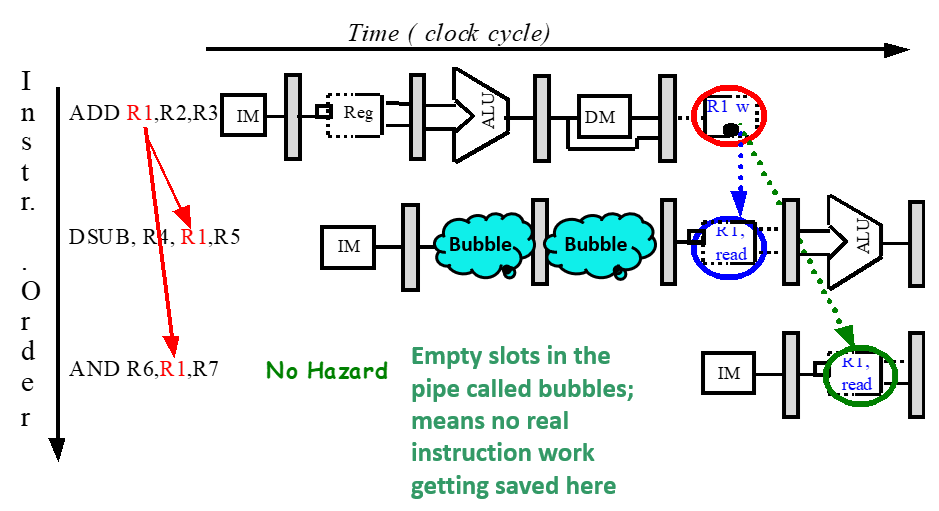 Time ( clock cycle)
Instr.
.
Order
ADD R1,R2,R3
IM
Reg
ALU
DM
R1 w
DSUB, R4, R1,R5
IM
Bubble
Bubble
R1,
read
ALU
AND R6,R1,R7
No Hazard
Empty slots in the
pipe called bubbles;
means no real
instruction work
getting saved here
IM
R1,
read